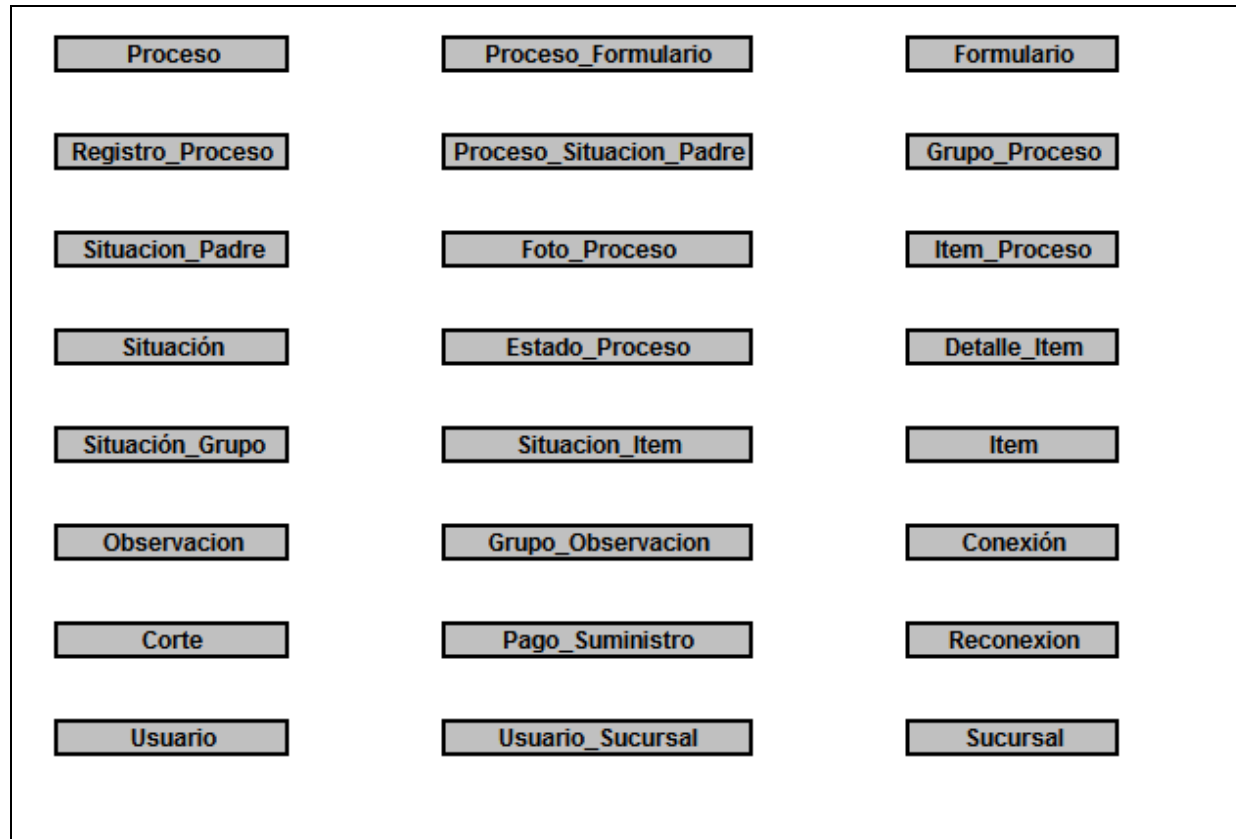 Proceso
Proceso_Formulario
Formulario
Registro_Proceso
Proceso_Situacion_Padre
Grupo_Proceso
Situacion_Padre
Foto_Proceso
Item_Proceso
Situación
Estado_Proceso
Detalle_Item
Situación_Grupo
Situacion_Item
Item
Observacion
Grupo_Observacion
Conexión
Corte
Pago_Suministro
Reconexion
Usuario
Usuario_Sucursal
Sucursal